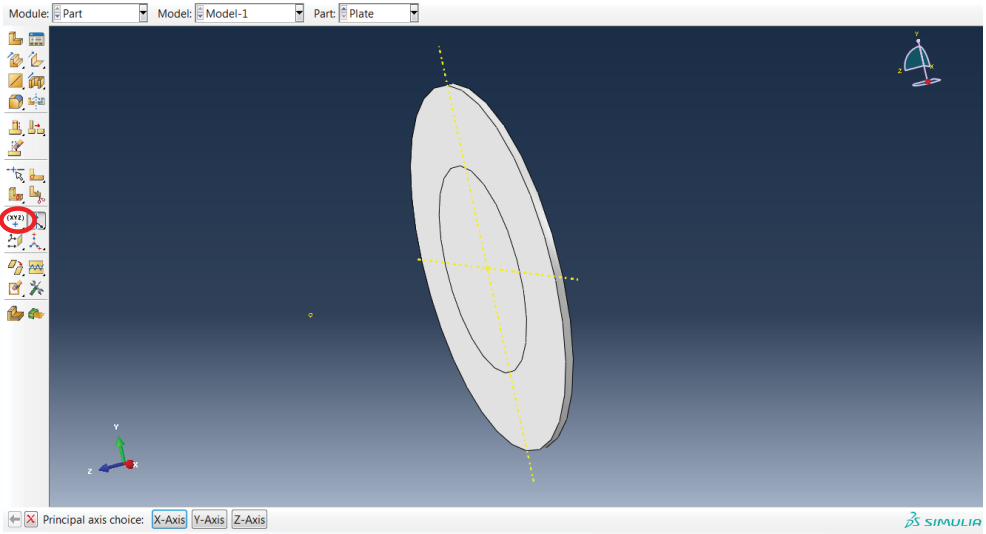 Module: Part Model: Model-1 Part: Plate
Y
Z
X
(XYZ)
Y
Z
X
Principal axis choice: X-Axis Y-Axis Z-Axis
SIMULIA